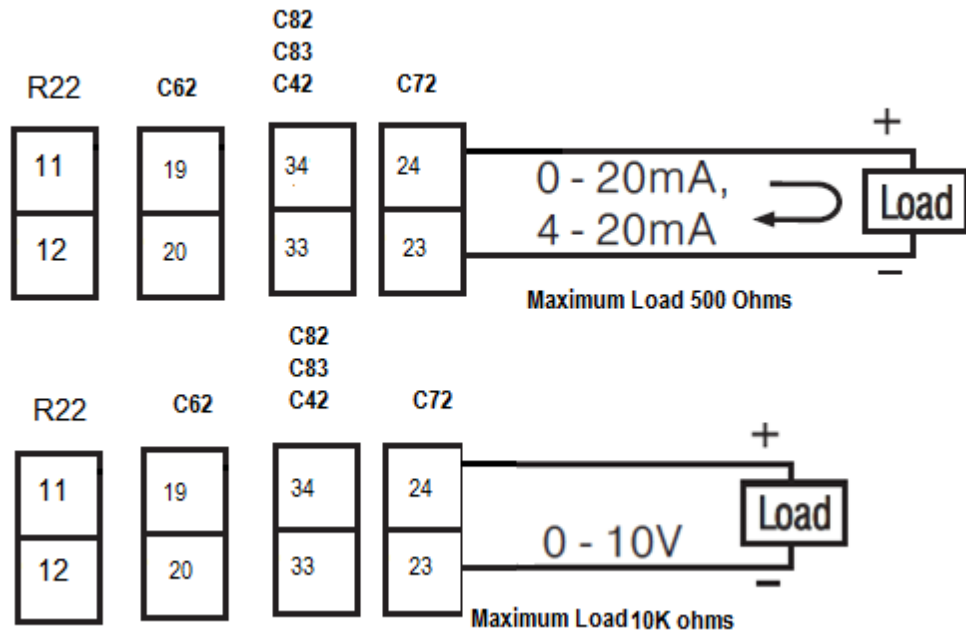 C82
C83
R22 C62 C42 C72
11 19 34 24 +
0 - 20mA,
Load
12 20 33 23 4 - 20mA
−
Maximum Load 500 Ohms
C82
C83
R22 C62 C42 C72
+
11 19 34 24
Load
12 20 33 23 0 - 10V
−
Maximum Load 10K ohms